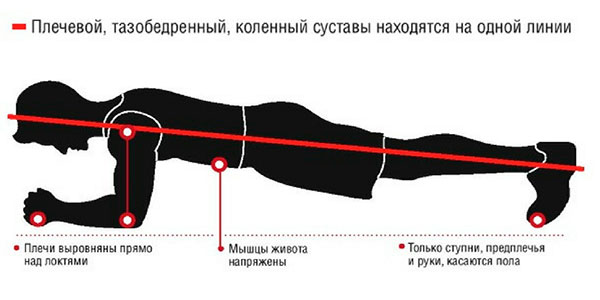 Плечевой, тазобедренный, коленный суставы находятся на одной линии
Плечи выровняны прямо
над локтями
Мышцы живота
напряжены
Только ступни, предплечья
и руки, касаются пола